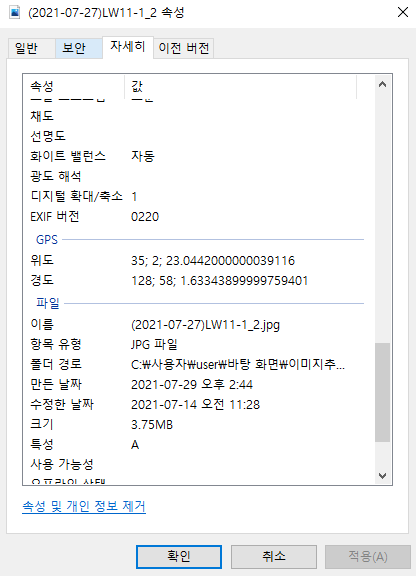 (2021-07-27)LW11-1_2 속성
일반 보안 자세히 이전 버전
속성 값
채도
선명도
화이트 밸런스 자동
광도 해석
디지털 확대/축소 1
EXIF 버전 0220
GPS
위도 35; 2; 23.0442000000039116
경도 128; 58; 1.63343899999759401
파일
이름 (2021-07-27)LW11-1_2.jpg
항목 유형 JPG 파일
폴더 경로 C:₩사용자₩user₩바탕 화면₩이미지추...
만든 날짜 2021-07-29 오후 2:44
수정한 날짜 2021-07-14 오전 11:28
크기 3.75MB
특성 A
사용 가능성
오프라인 상태
속성 및 개인 정보 제거
확인 취소 적용(A)